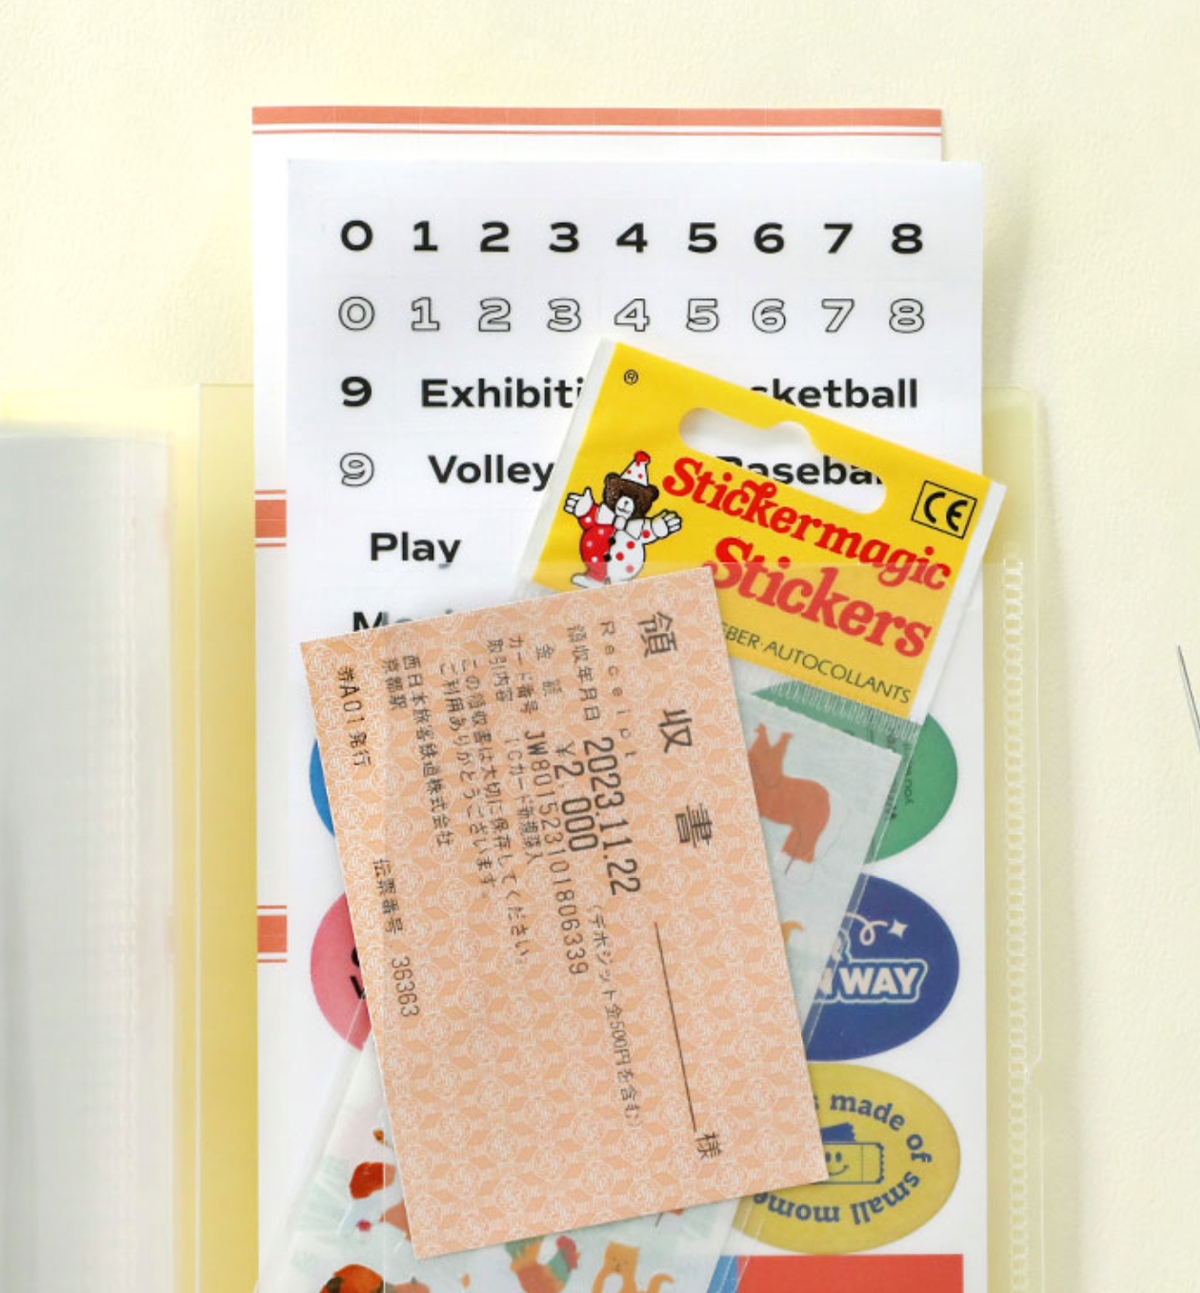 0 1 2 3 4 5 6 7 8
0 1 2 3 4 5 6 7 8
9 Exhibiti sketball
9 Volley Baseba
Play
®
CE
Stickermagic
Stickers
BER·AUTOCOLLANTS
領収書
Receipt
様
領収年月日 2023.11.22
金額 ¥2,000 (デポジット金500円を含む)
カード番号 JW801523101806339
取引内容 ICカード新規購入
この領収書は大切に保存してください。
ご利用ありがとうございます。
西日本旅客鉄道株式会社
京都駅
券A01発行 伝票番号 36363
WAY
made of
small mome